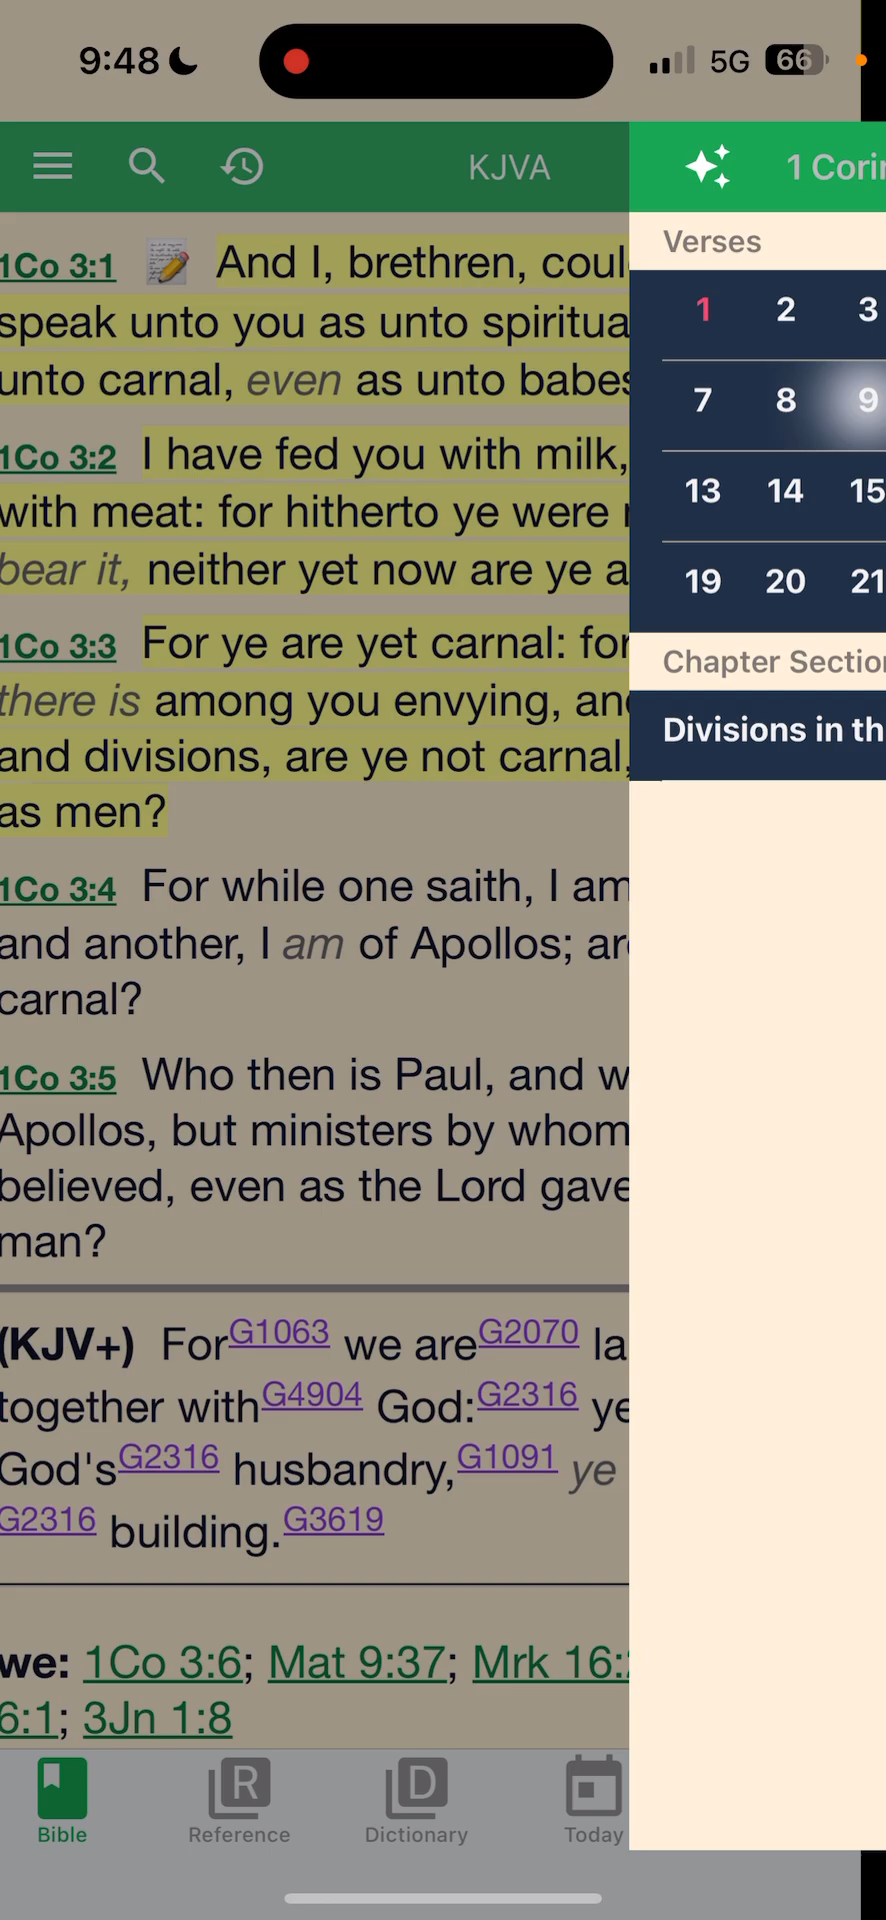 9:48
5G
66
KJVA
1 Corin
Verses
1Co 3:1 And I, brethren, coul
speak unto you as unto spiritua
unto carnal, even as unto babes
1Co 3:2 I have fed you with milk,
with meat: for hitherto ye were
bear it, neither yet now are ye a
1Co 3:3 For ye are yet carnal: for
there is among you envying, and
and divisions, are ye not carnal,
as men?
1Co 3:4 For while one saith, I am
and another, I am of Apollos; are
carnal?
1Co 3:5 Who then is Paul, and w
Apollos, but ministers by whom
believed, even as the Lord gave
man?
(KJV+) ForG1063 we areG2070 la
together withG4904 God:G2316 ye
God'sG2316 husbandry,G1091 ye
G2316 building.G3619
we: 1Co 3:6; Mat 9:37; Mrk 16:2
6:1; 3Jn 1:8
1 2 3
7 8 9
13 14 15
19 20 21
Chapter Section
Divisions in th
Bible
R
Reference
D
Dictionary
Today